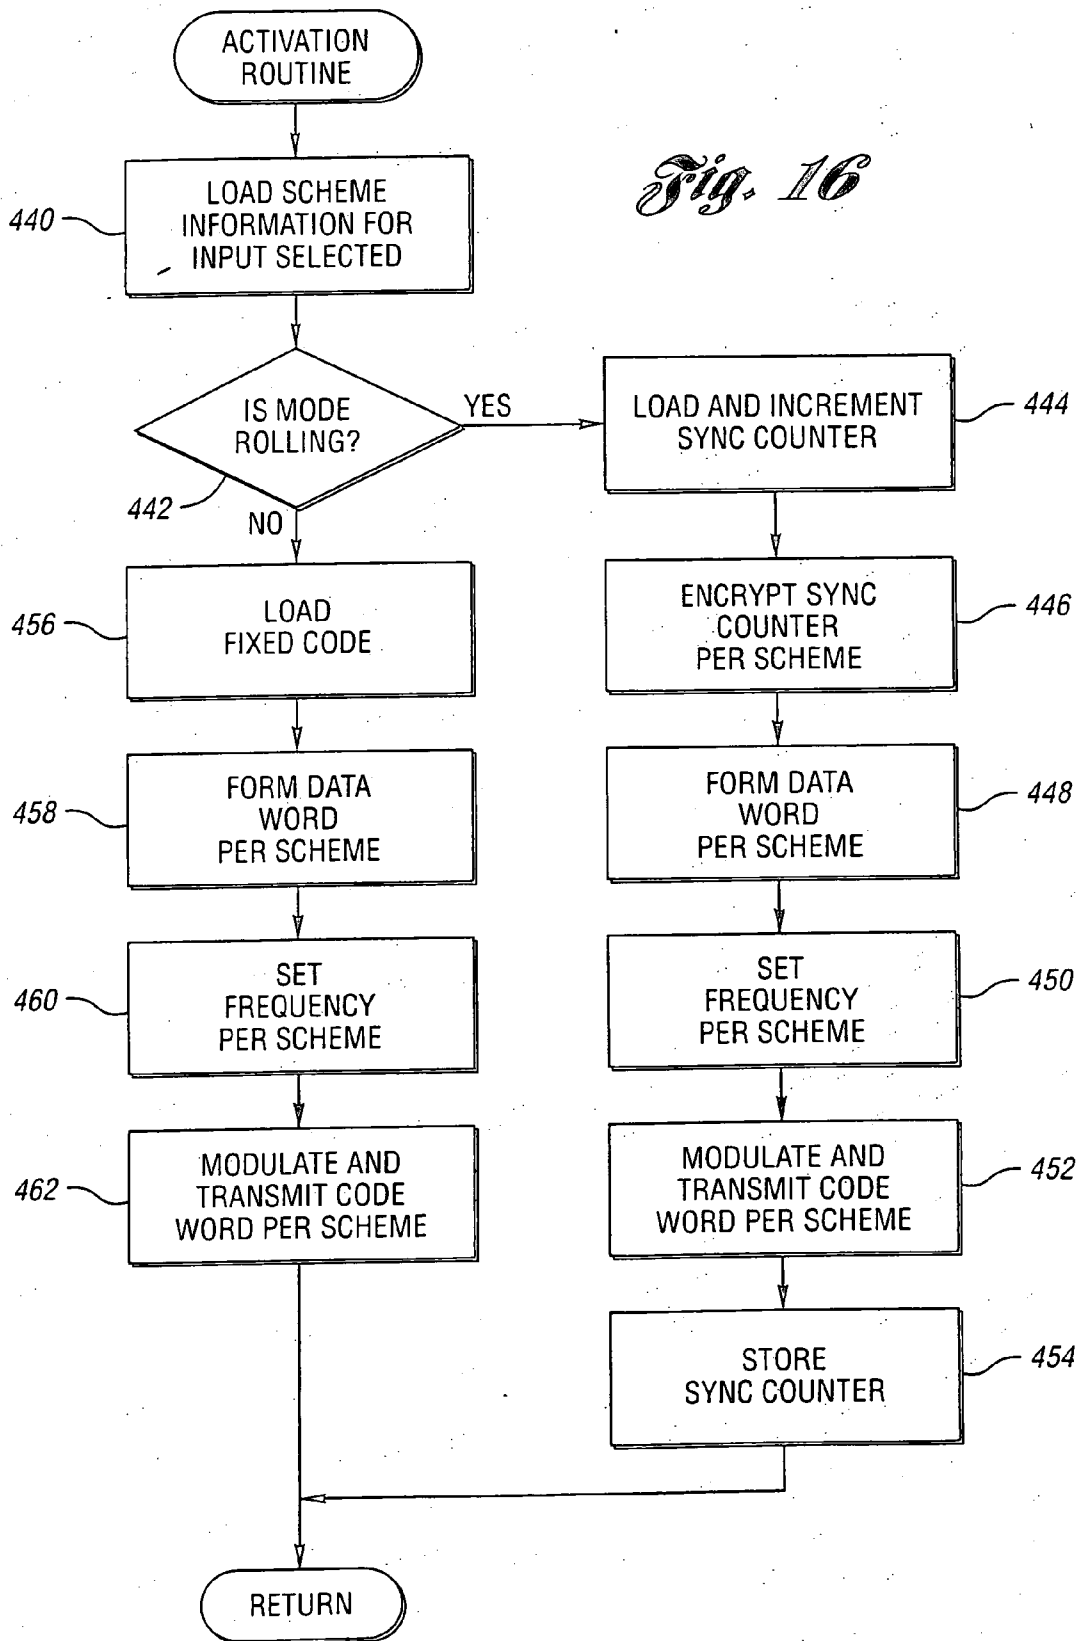 ACTIVATION
ROUTINE
Fig. 16
440
LOAD SCHEME
INFORMATION FOR
INPUT SELECTED
IS MODE
ROLLING?
442
YES
NO
LOAD AND INCREMENT
SYNC COUNTER
444
456
LOAD
FIXED CODE
ENCRYPT SYNC
COUNTER
PER SCHEME
446
458
FORM DATA
WORD
PER SCHEME
FORM DATA
WORD
PER SCHEME
448
460
SET
FREQUENCY
PER SCHEME
SET
FREQUENCY
PER SCHEME
450
462
MODULATE AND
TRANSMIT CODE
WORD PER SCHEME
MODULATE AND
TRANSMIT CODE
WORD PER SCHEME
452
STORE
SYNC COUNTER
454
RETURN